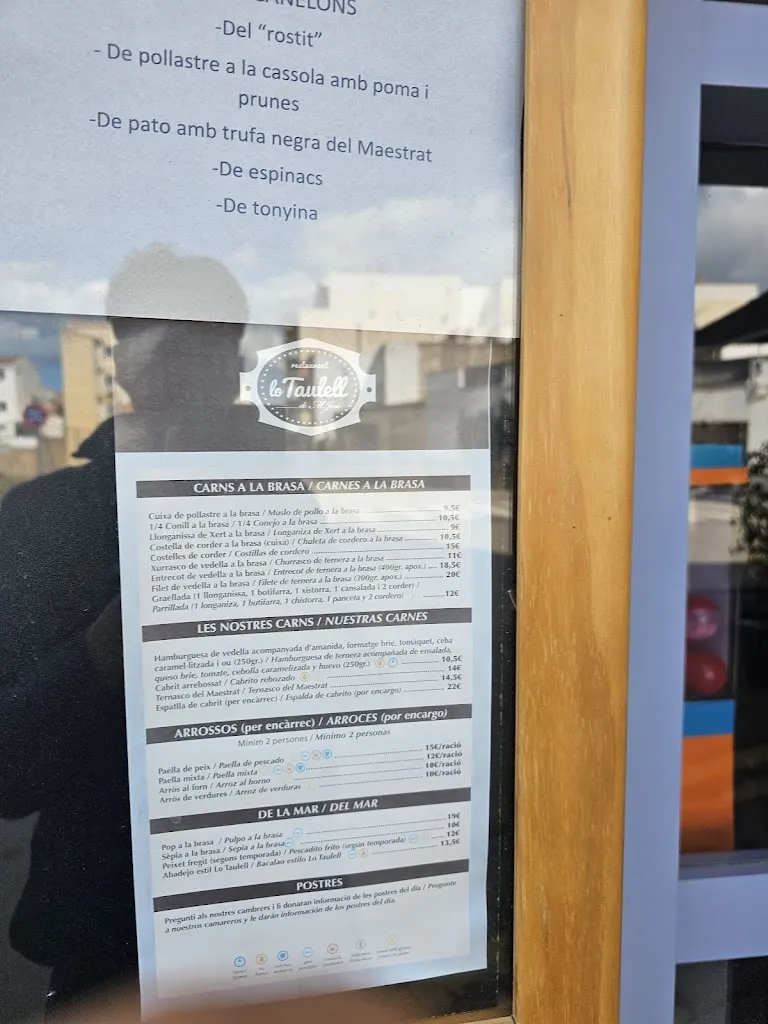 CANELONS
-Del “rostit”
- De pollastre a la cassola amb poma i
prunes
-De pato amb trufa negra del Maestrat
-De espinacs
-De tonyina
restaurant
lo Taulell
CARNS A LA BRASA / CARNES A LA BRASA
Cuixa de pollastre a la brasa / Muslo de pollo a la brasa 9,5€
1/4 Conill a la brasa / 1/4 Conejo a la brasa 10,5€
Llonganissa de Xert a la brasa / Longaniza de Xert a la brasa 9€
Costella de corder a la brasa (cuixa) / Chuleta de cordero a la brasa 10,5€
Costelles de corder / Costillas de cordero 15€
Xurrasco de vedella a la brasa / Churrasco de ternera a la brasa 11€
Entrecot de vedella a la brasa / Entrecot de ternera a la brasa (400gr. apox.) 18,5€
Filet de vedella a la brasa / Filete de ternera a la brasa (300gr. apox.) 20€
Graellada (1 llonganissa, 1 botifarra, 1 xistorra, 1 cansalada i 2 corder) /
Parrillada (1 longaniza, 1 butifarra, 1 chistorra, 1 panceta y 2 cordero) 12€
LES NOSTRES CARNS / NUESTRAS CARNES
Hamburguesa de vedella acompanyada d'amanida, formatge brie, tomàquet, ceba
caramel·litzada i ou (250gr.) / Hamburguesa de ternera acompañada de ensalada,
queso brie, tomate, cebolla caramelizada y huevo (250gr.) 10,5€
Cabrit arrebossat / Cabrito rebozado 14€
Ternasco del Maestrat / Ternasco del Maestrat 14,5€
Espatlla de cabrit (per encàrrec) / Espalda de cabrito (por encargo) 22€
ARROSSOS (per encàrrec) / ARROCES (por encargo)
Mínim 2 persones / Mínimo 2 personas
Paella de peix / Paella de pescado 15€/ració
Paella mixta / Paella mixta 12€/ració
Arròs al forn / Arroz al horno 10€/ració
Arròs de verdures / Arroz de verduras 10€/ració
DE LA MAR / DEL MAR
Pop a la brasa / Pulpo a la brasa 19€
Sèpia a la brasa / Sepia a la brasa 10€
Peixet fregit (segons temporada) / Pescadito frito (según temporada) 12€
Abadejo estil Lo Taulell / Bacalao estilo Lo Taulell 13,5€
POSTRES
Pregunti als nostres cambrers i li donaran informació de les postres del dia / Pregunte
a nuestros camareros y le darán información de los postres del día.